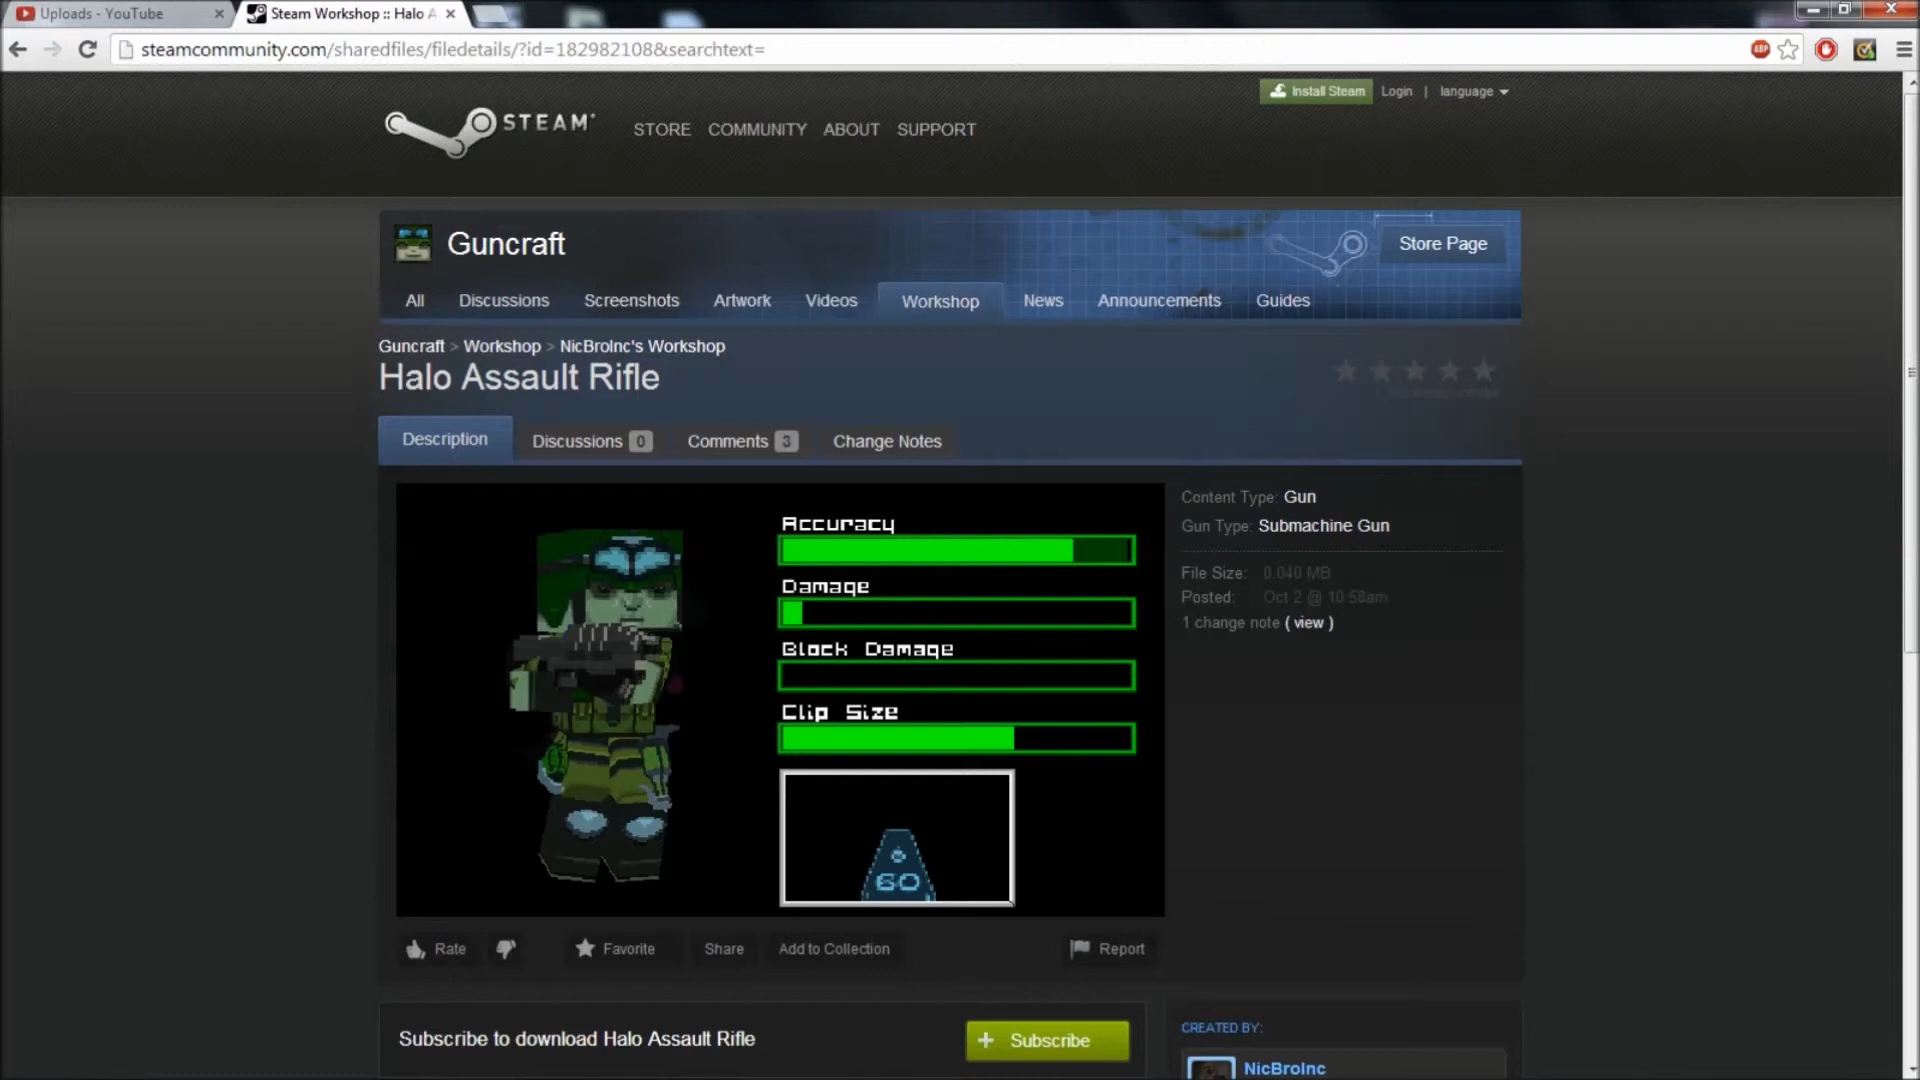 Uploads - YouTube
Steam Workshop :: Halo A
steamcommunity.com/sharedfiles/filedetails/?id=182982108&searchtext=
ABP
Install Steam
Login | language
STEAM
STORE COMMUNITY ABOUT SUPPORT
Guncraft
Store Page
All Discussions Screenshots Artwork Videos Workshop News Announcements Guides
Guncraft > Workshop > NicBroInc's Workshop
Halo Assault Rifle
Description Discussions 0 Comments 3 Change Notes
Accuracy
Damage
Block Damage
Clip Size
60
Content Type: Gun
Gun Type: Submachine Gun
File Size: 0.040 MB
Posted: Oct 2 @ 10:58am
1 change note ( view )
Rate Favorite Share Add to Collection Report
Subscribe to download Halo Assault Rifle
+ Subscribe
CREATED BY:
NicBroInc